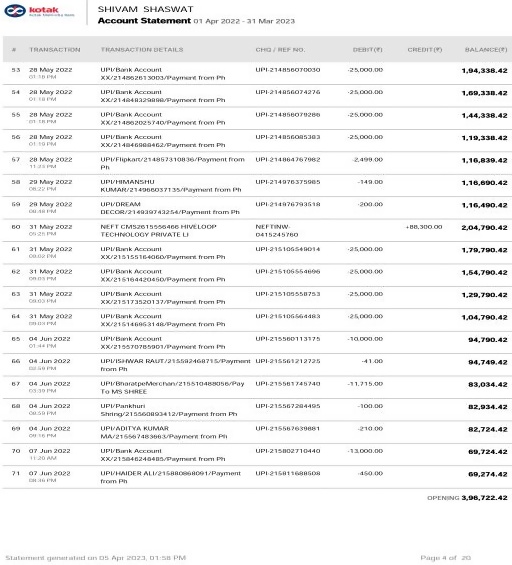 kotak
Kotak Mahindra Bank
SHIVAM SHASWAT
Account Statement 01 Apr 2022 - 31 Mar 2023
# TRANSACTION TRANSACTION DETAILS CHQ / REF NO. DEBIT(₹) CREDIT(₹) BALANCE(₹)
53 28 May 2022 UPI/Bank Account UPI-214856070030 -25,000.00 1,94,338.42
01:18 PM XX/214862613003/Payment from Ph
54 28 May 2022 UPI/Bank Account UPI-214856074276 -25,000.00 1,69,338.42
01:18 PM XX/214848329898/Payment from Ph
55 28 May 2022 UPI/Bank Account UPI-214856079286 -25,000.00 1,44,338.42
01:18 PM XX/214862025740/Payment from Ph
56 28 May 2022 UPI/Bank Account UPI-214856085383 -25,000.00 1,19,338.42
01:19 PM XX/214846988462/Payment from Ph
57 28 May 2022 UPI/Flipkart/214857310836/Payment from UPI-214864767982 -2,499.00 1,16,839.42
11:23 PM Ph
58 29 May 2022 UPI/HIMANSHU UPI-214976375985 -149.00 1,16,690.42
08:22 PM KUMAR/214966037135/Payment from Ph
59 29 May 2022 UPI/DREAM UPI-214976793518 -200.00 1,16,490.42
08:48 PM DECOR/214939743254/Payment from Ph
60 31 May 2022 NEFT CMS2615556466 HIVELOOP NEFTINW- +88,300.00 2,04,790.42
05:25 PM TECHNOLOGY PRIVATE LI 0415245760
61 31 May 2022 UPI/Bank Account UPI-215105549014 -25,000.00 1,79,790.42
09:02 PM XX/215155164060/Payment from Ph
62 31 May 2022 UPI/Bank Account UPI-215105554696 -25,000.00 1,54,790.42
09:03 PM XX/215164420450/Payment from Ph
63 31 May 2022 UPI/Bank Account UPI-215105558753 -25,000.00 1,29,790.42
09:03 PM XX/215173520137/Payment from Ph
64 31 May 2022 UPI/Bank Account UPI-215105564483 -25,000.00 1,04,790.42
09:03 PM XX/215146953148/Payment from Ph
65 04 Jun 2022 UPI/Bank Account UPI-215560113175 -10,000.00 94,790.42
01:44 PM XX/215570785901/Payment from Ph
66 04 Jun 2022 UPI/ISHWAR RAUT/215592468715/Payment UPI-215561212725 -41.00 94,749.42
02:59 PM from Ph
67 04 Jun 2022 UPI/BharatpeMerchan/215510488056/Pay UPI-215561745740 -11,715.00 83,034.42
03:39 PM To MS SHREE
68 04 Jun 2022 UPI/Pankhuri UPI-215567284495 -100.00 82,934.42
08:59 PM Shring/215560893412/Payment from Ph
69 04 Jun 2022 UPI/ADITYA KUMAR UPI-215567639881 -210.00 82,724.42
09:16 PM MA/215567483663/Payment from Ph
70 07 Jun 2022 UPI/Bank Account UPI-215802710440 -13,000.00 69,724.42
11:20 AM XX/215846246485/Payment from Ph
71 07 Jun 2022 UPI/HAIDER ALI/215880868091/Payment UPI-215811688508 -450.00 69,274.42
08:36 PM from Ph
OPENING 3,96,722.42
Statement generated on 05 Apr 2023, 01:58 PM Page 4 of 20